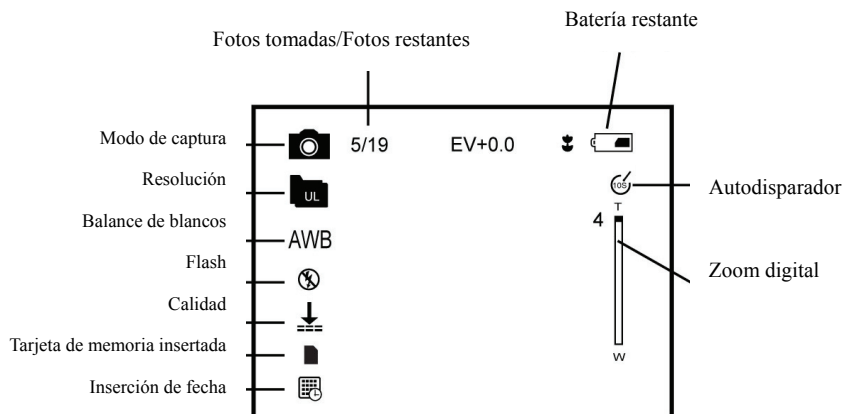 Batería restante
Fotos tomadas/Fotos restantes
Modo de captura
5/19
EV+0.0
Resolución
UL
10S
Autodisparador
Balance de blancos
AWB
T
4
Flash
Zoom digital
Calidad
Tarjeta de memoria insertada
W
Inserción de fecha